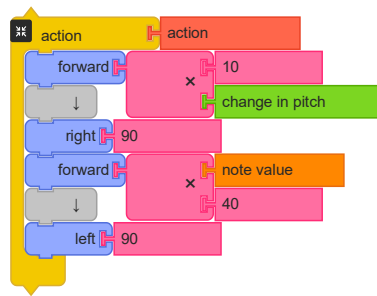 action action
forward × 10
↓ change in pitch
right 90
forward × note value
↓ 40
left 90